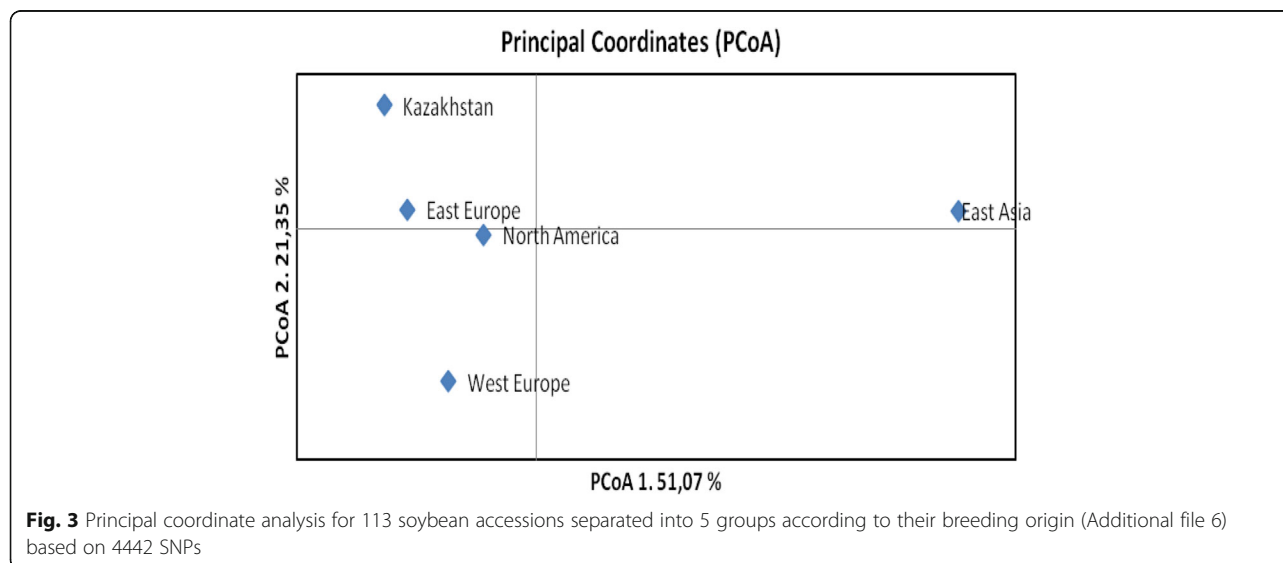 Principal Coordinates (PCoA)
Kazakhstan
East Europe
East Asia
North America
West Europe
PCoA 2. 21,35 %
PCoA 1. 51,07 %
Fig. 3 Principal coordinate analysis for 113 soybean accessions separated into 5 groups according to their breeding origin (Additional file 6)
based on 4442 SNPs